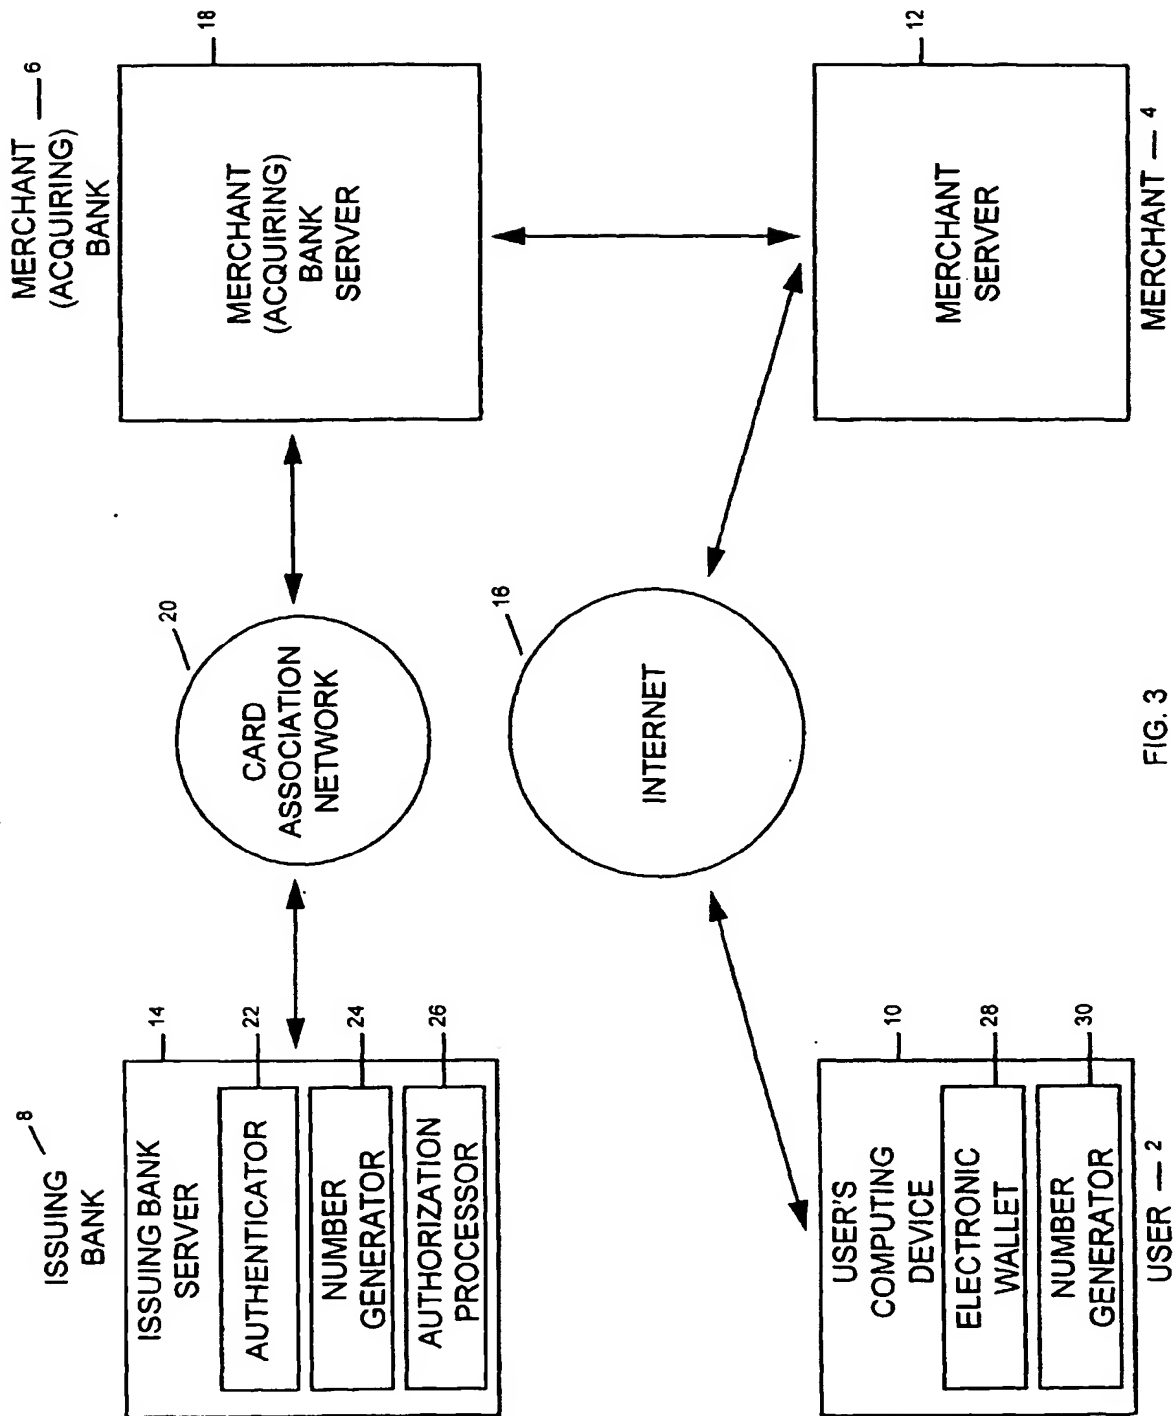 ISSUING
BANK
8
ISSUING BANK
SERVER
14
AUTHENTICATOR
22
NUMBER
GENERATOR
24
AUTHORIZATION
PROCESSOR
26
CARD
ASSOCIATION
NETWORK
20
MERCHANT
(ACQUIRING)
BANK
6
MERCHANT
(ACQUIRING)
BANK
SERVER
18
INTERNET
16
USER'S
COMPUTING
DEVICE
10
ELECTRONIC
WALLET
28
NUMBER
GENERATOR
30
USER
2
MERCHANT
SERVER
12
MERCHANT
4
FIG. 3